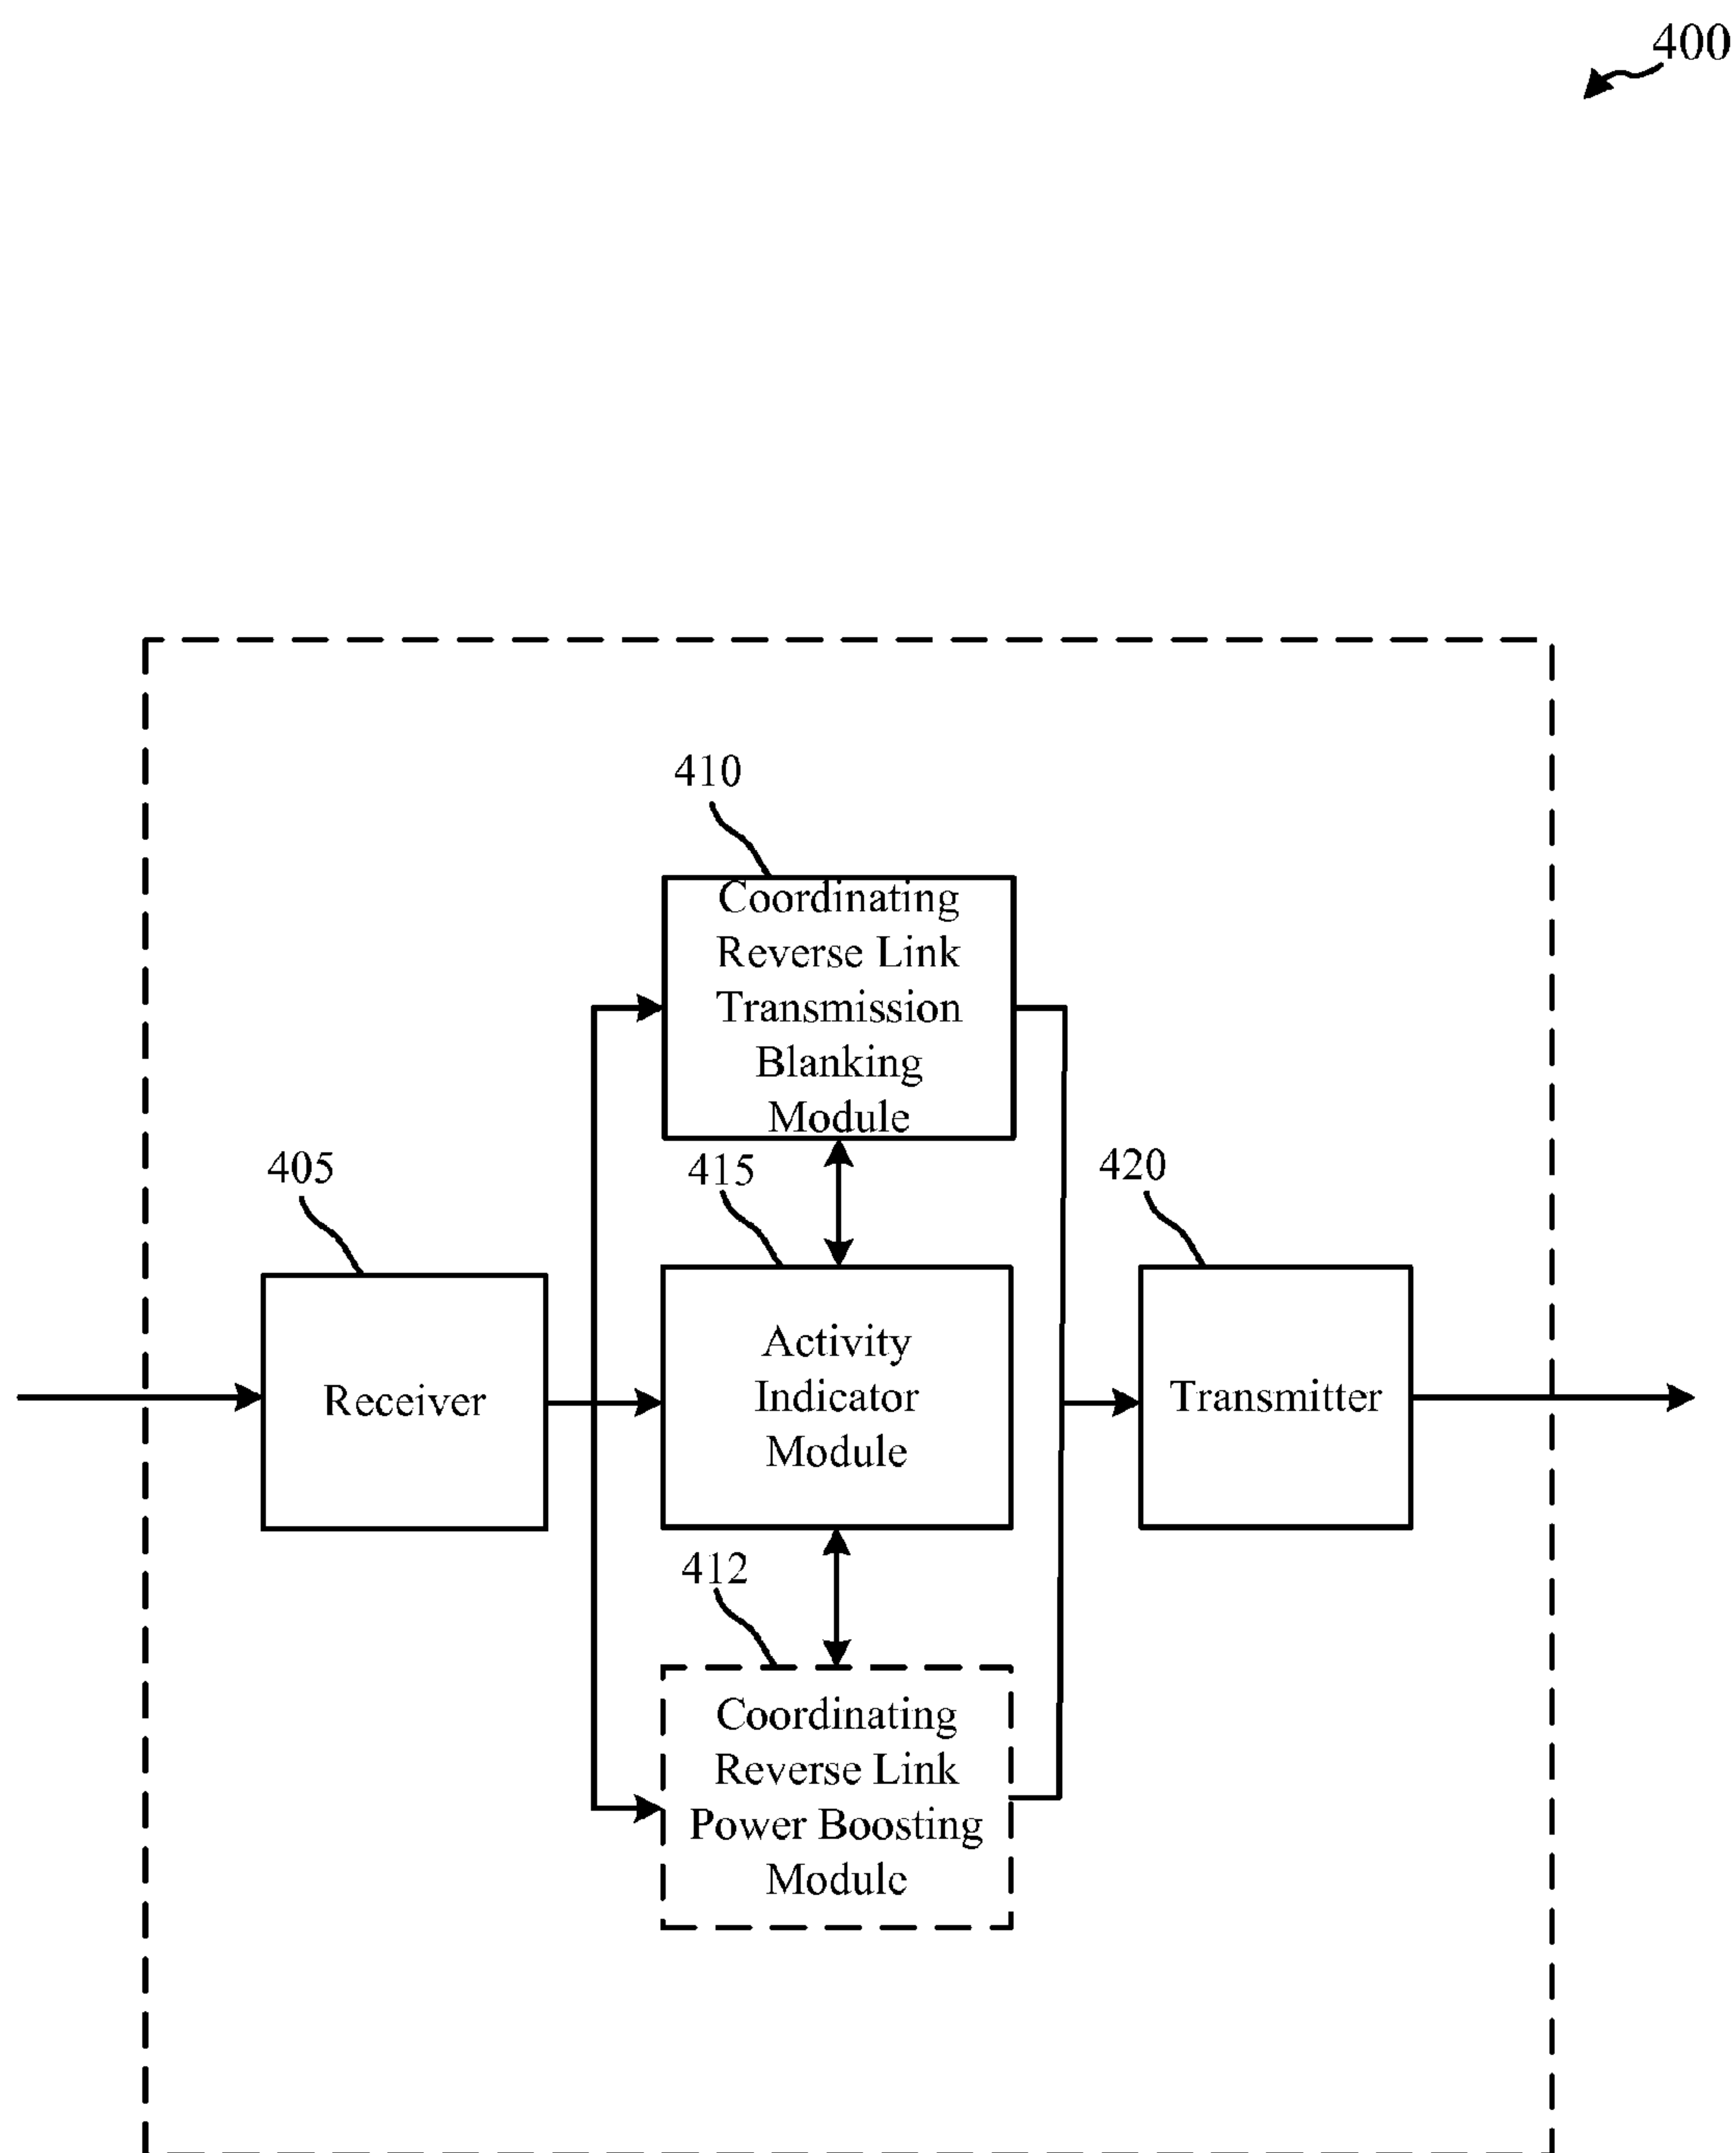 400
410
Coordinating
Reverse Link
Transmission
Blanking
Module
405
415
420
Receiver
Activity
Indicator
Module
Transmitter
412
Coordinating
Reverse Link
Power Boosting
Module